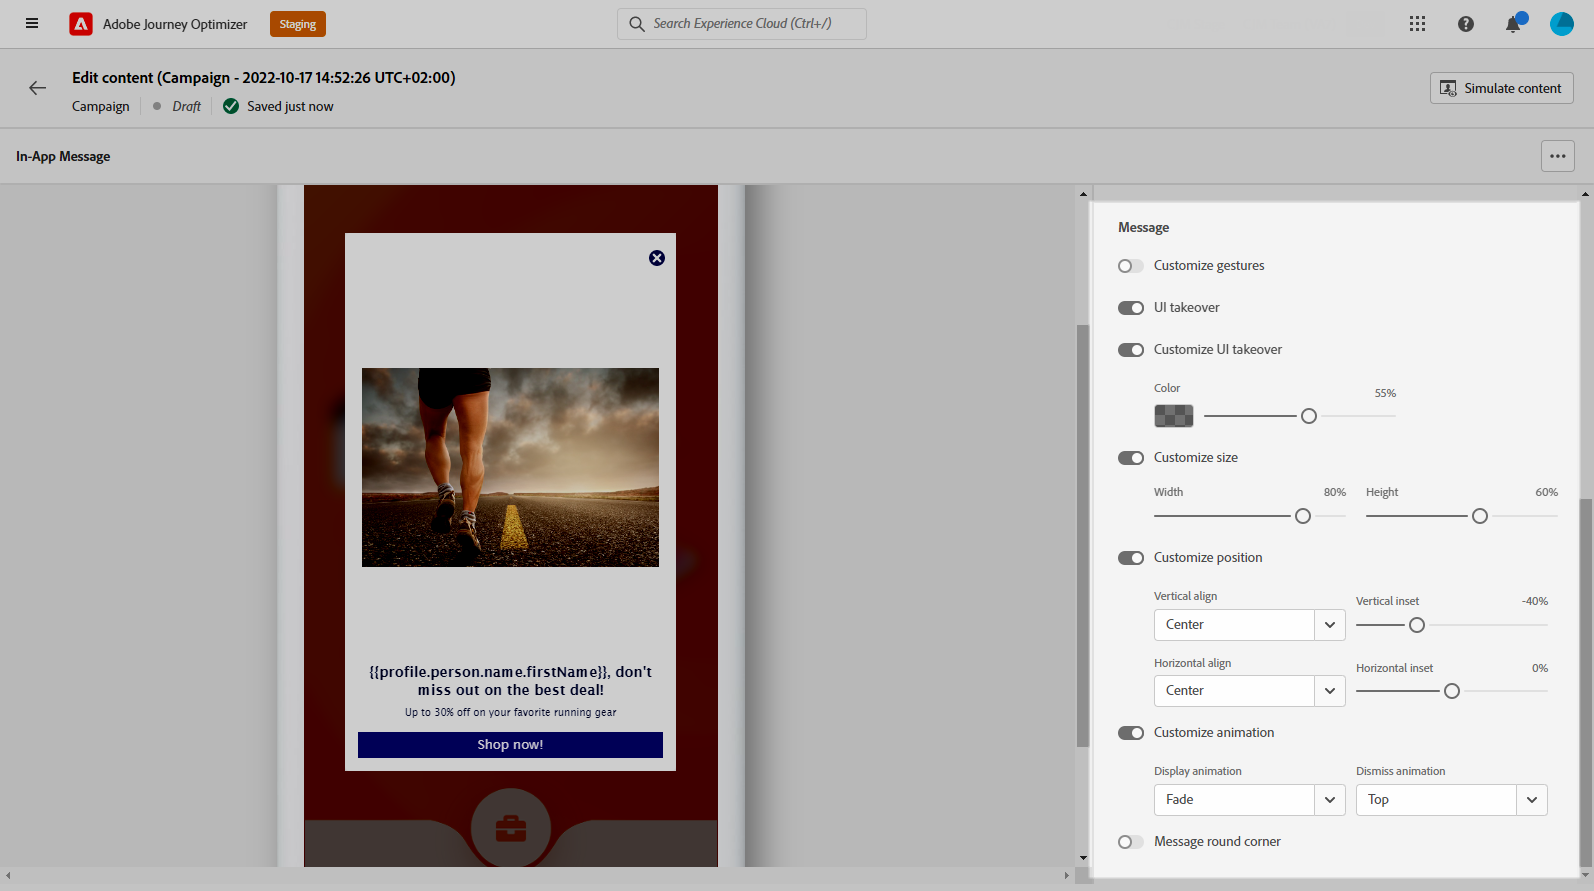 Adobe Journey Optimizer
Staging
Search Experience Cloud (Ctrl+/)
Edit content (Campaign - 2022-10-17 14:52:26 UTC+02:00)
Campaign
Draft
Saved just now
Simulate content
In-App Message
{{profile.person.name.firstName}}, don't
miss out on the best deal!
Up to 30% off on your favorite running gear
Shop now!
Message
Customize gestures
UI takeover
Customize UI takeover
Color
55%
Customize size
Width 80%
Height 60%
Customize position
Vertical align
Center
Vertical inset -40%
Horizontal align
Center
Horizontal inset 0%
Customize animation
Display animation
Fade
Dismiss animation
Top
Message round corner